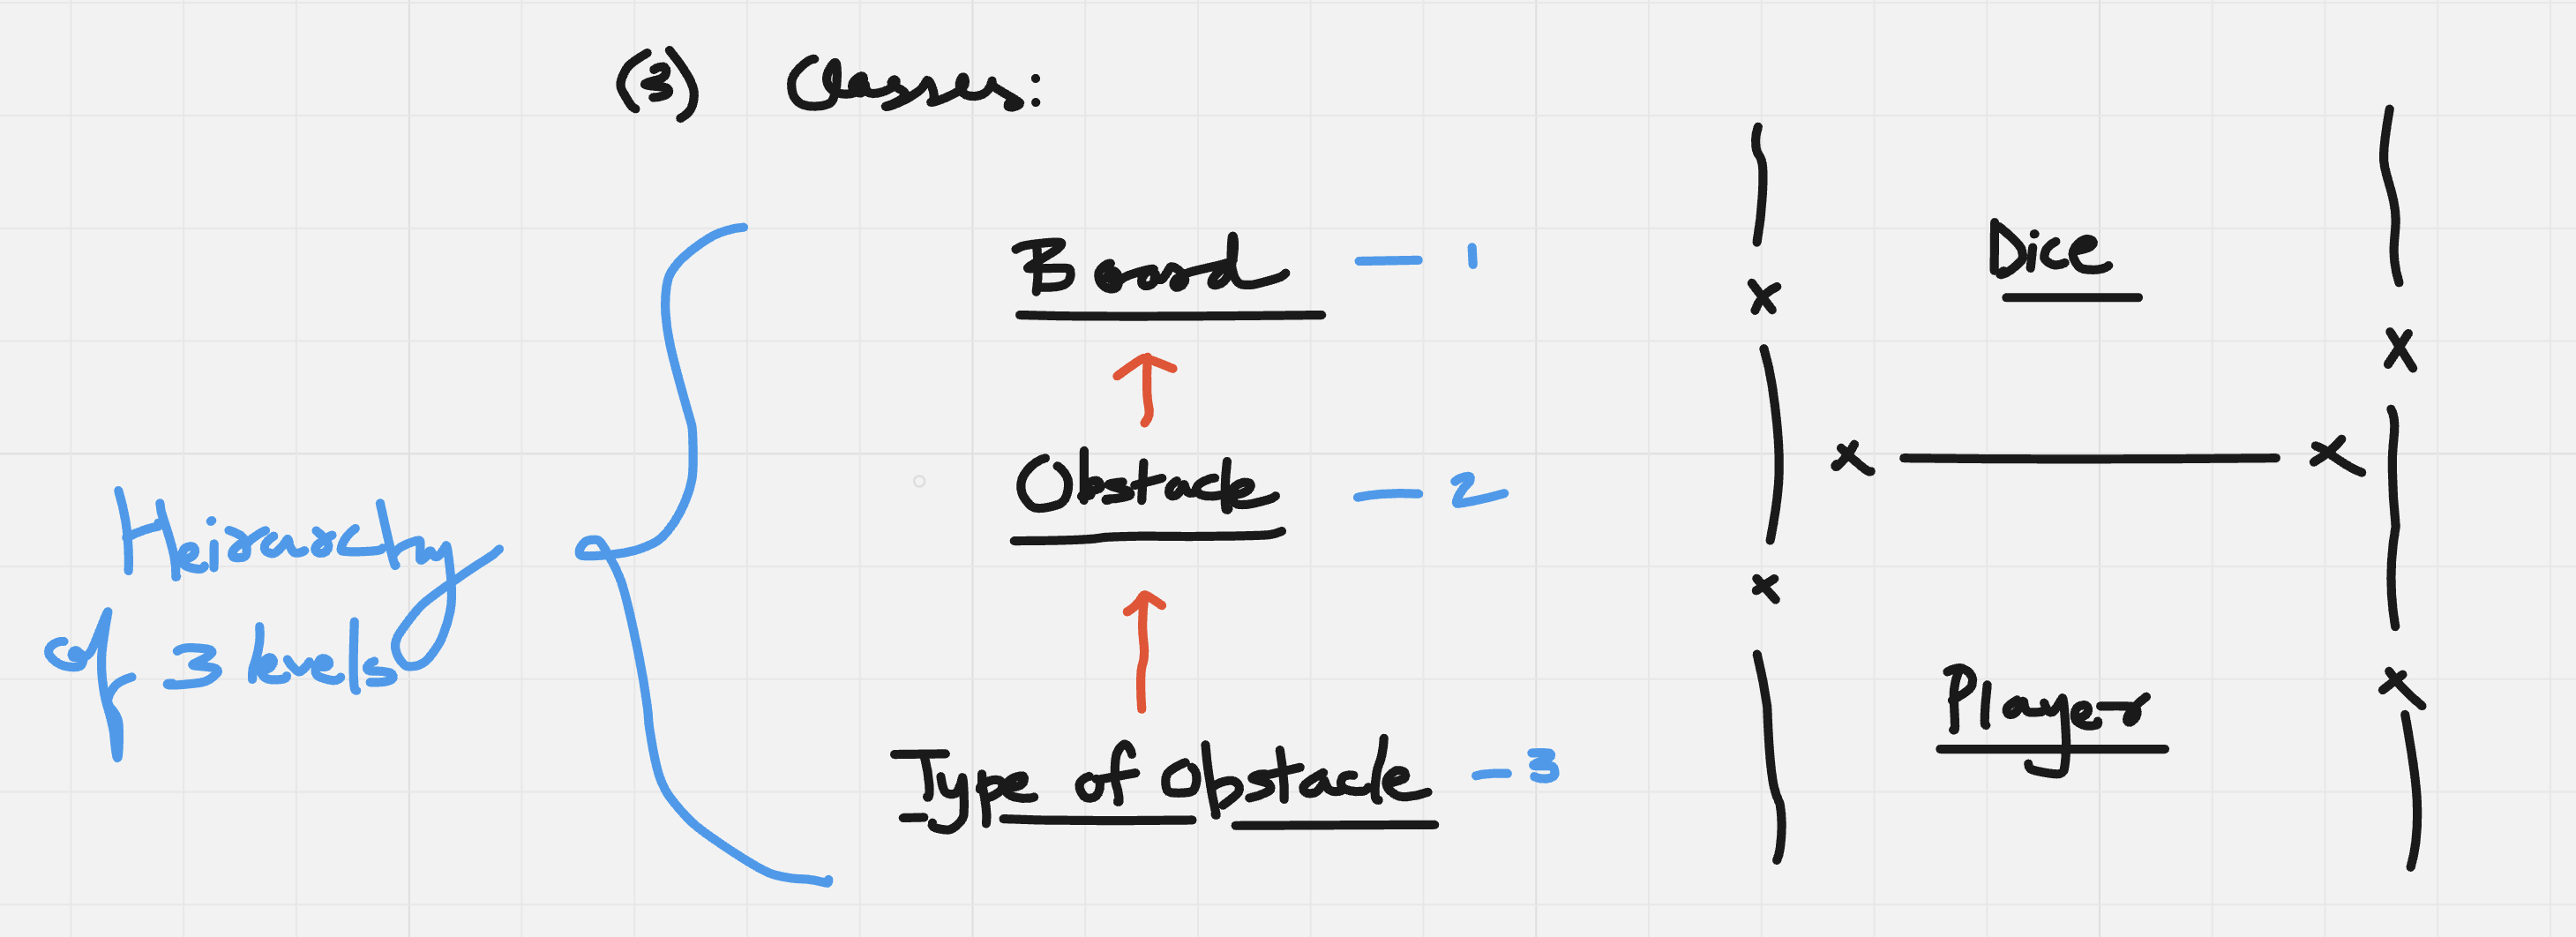 (3) Classes:
Board - 1
Obstacle - 2
Type of Obstacle - 3
Heirarchy
of 3 levels
Dice
Player